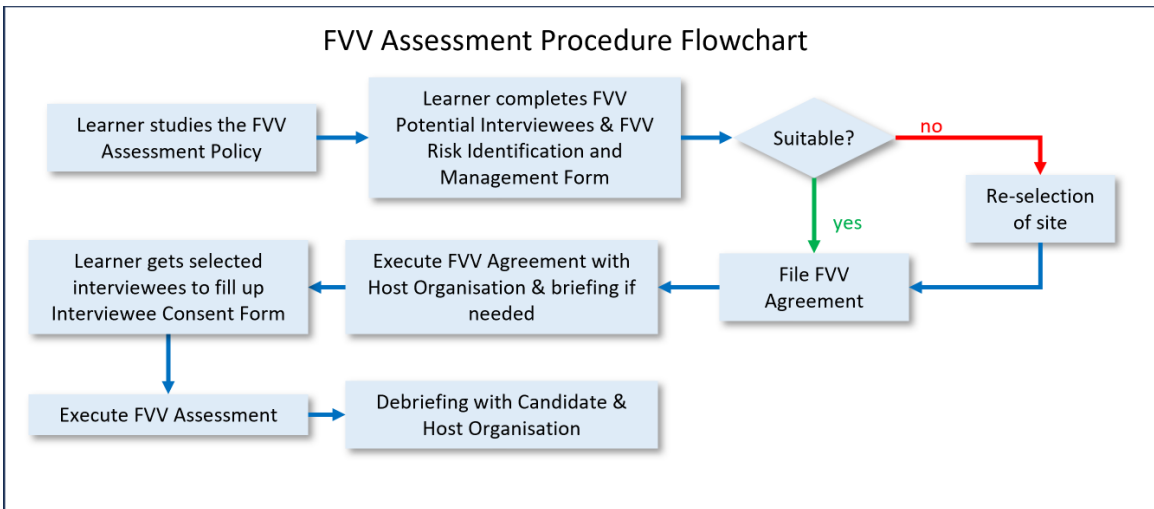 FVV Assessment Procedure Flowchart
Learner studies the FVV
Assessment Policy
Learner completes FVV
Potential Interviewees & FVV
Risk Identification and
Management Form
Suitable?
no
Re-selection
of site
yes
File FVV
Agreement
Execute FVV Agreement with
Host Organisation & briefing if
needed
Learner gets selected
interviewees to fill up
Interviewee Consent Form
Execute FVV Assessment
Debriefing with Candidate &
Host Organisation